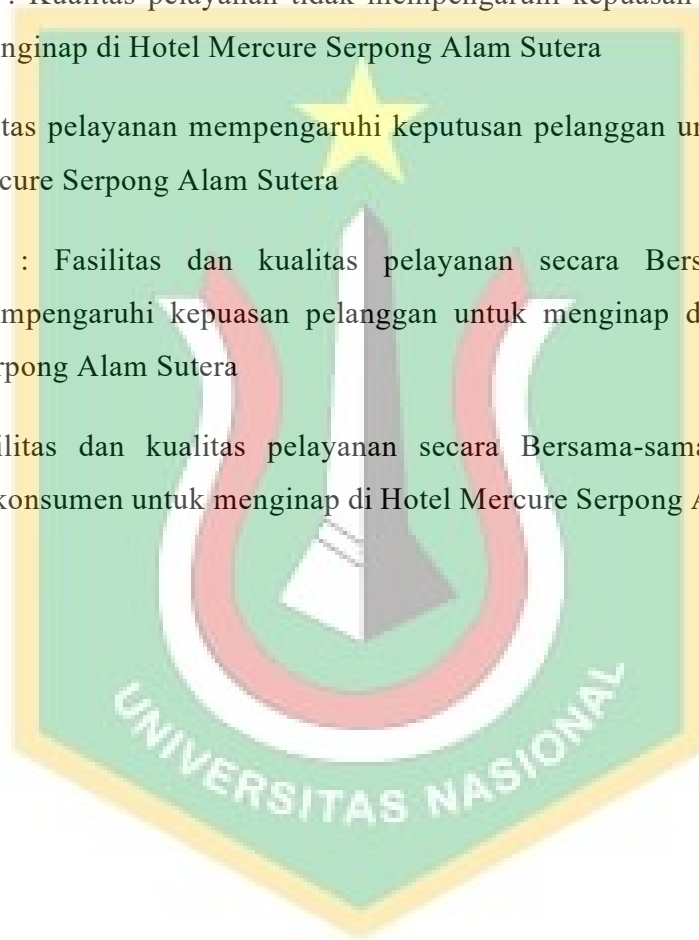 : Kualitas pelayanan tidak mempengaruhi kepuasan
nginap di Hotel Mercure Serpong Alam Sutera
tas pelayanan mempengaruhi keputusan pelanggan
cure Serpong Alam Sutera
: Fasilitas dan kualitas pelayanan secara Bers
mpengaruhi kepuasan pelanggan untuk menginap d
rpong Alam Sutera
ilitas dan kualitas pelayanan secara Bersama-sama
konsumen untuk menginap di Hotel Mercure Serpong
UNIVERSITAS NASIONAL